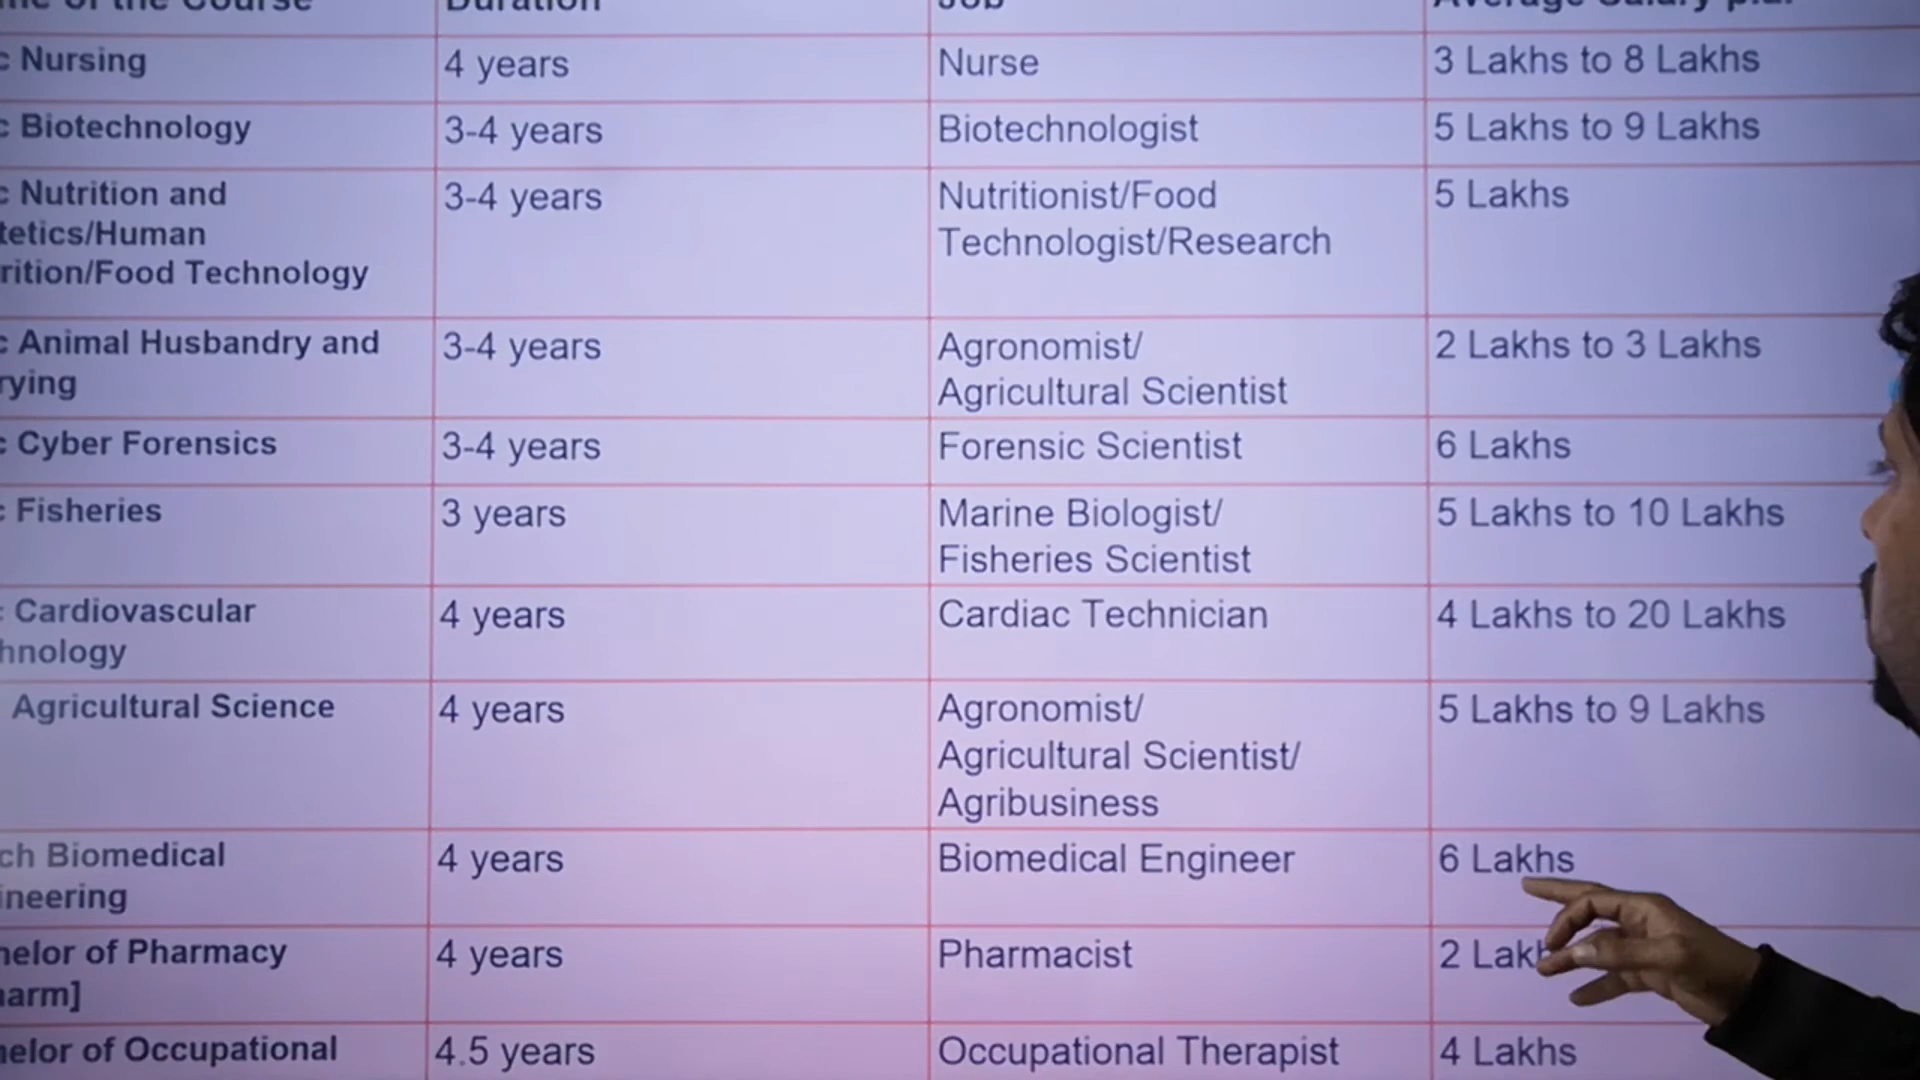 Name of the Course Duration Job Average Salary p.a.
c Nursing 4 years Nurse 3 Lakhs to 8 Lakhs
c Biotechnology 3-4 years Biotechnologist 5 Lakhs to 9 Lakhs
c Nutrition and 3-4 years Nutritionist/Food 5 Lakhs
tetics/Human Technologist/Research
rition/Food Technology
c Animal Husbandry and 3-4 years Agronomist/ 2 Lakhs to 3 Lakhs
rying Agricultural Scientist
c Cyber Forensics 3-4 years Forensic Scientist 6 Lakhs
c Fisheries 3 years Marine Biologist/ 5 Lakhs to 10 Lakhs
Fisheries Scientist
c Cardiovascular 4 years Cardiac Technician 4 Lakhs to 20 Lakhs
hnology
Agricultural Science 4 years Agronomist/ 5 Lakhs to 9 Lakhs
Agricultural Scientist/
Agribusiness
ch Biomedical 4 years Biomedical Engineer 6 Lakhs
ineering
helor of Pharmacy 4 years Pharmacist 2 Lakh
harm]
helor of Occupational 4.5 years Occupational Therapist 4 Lakhs